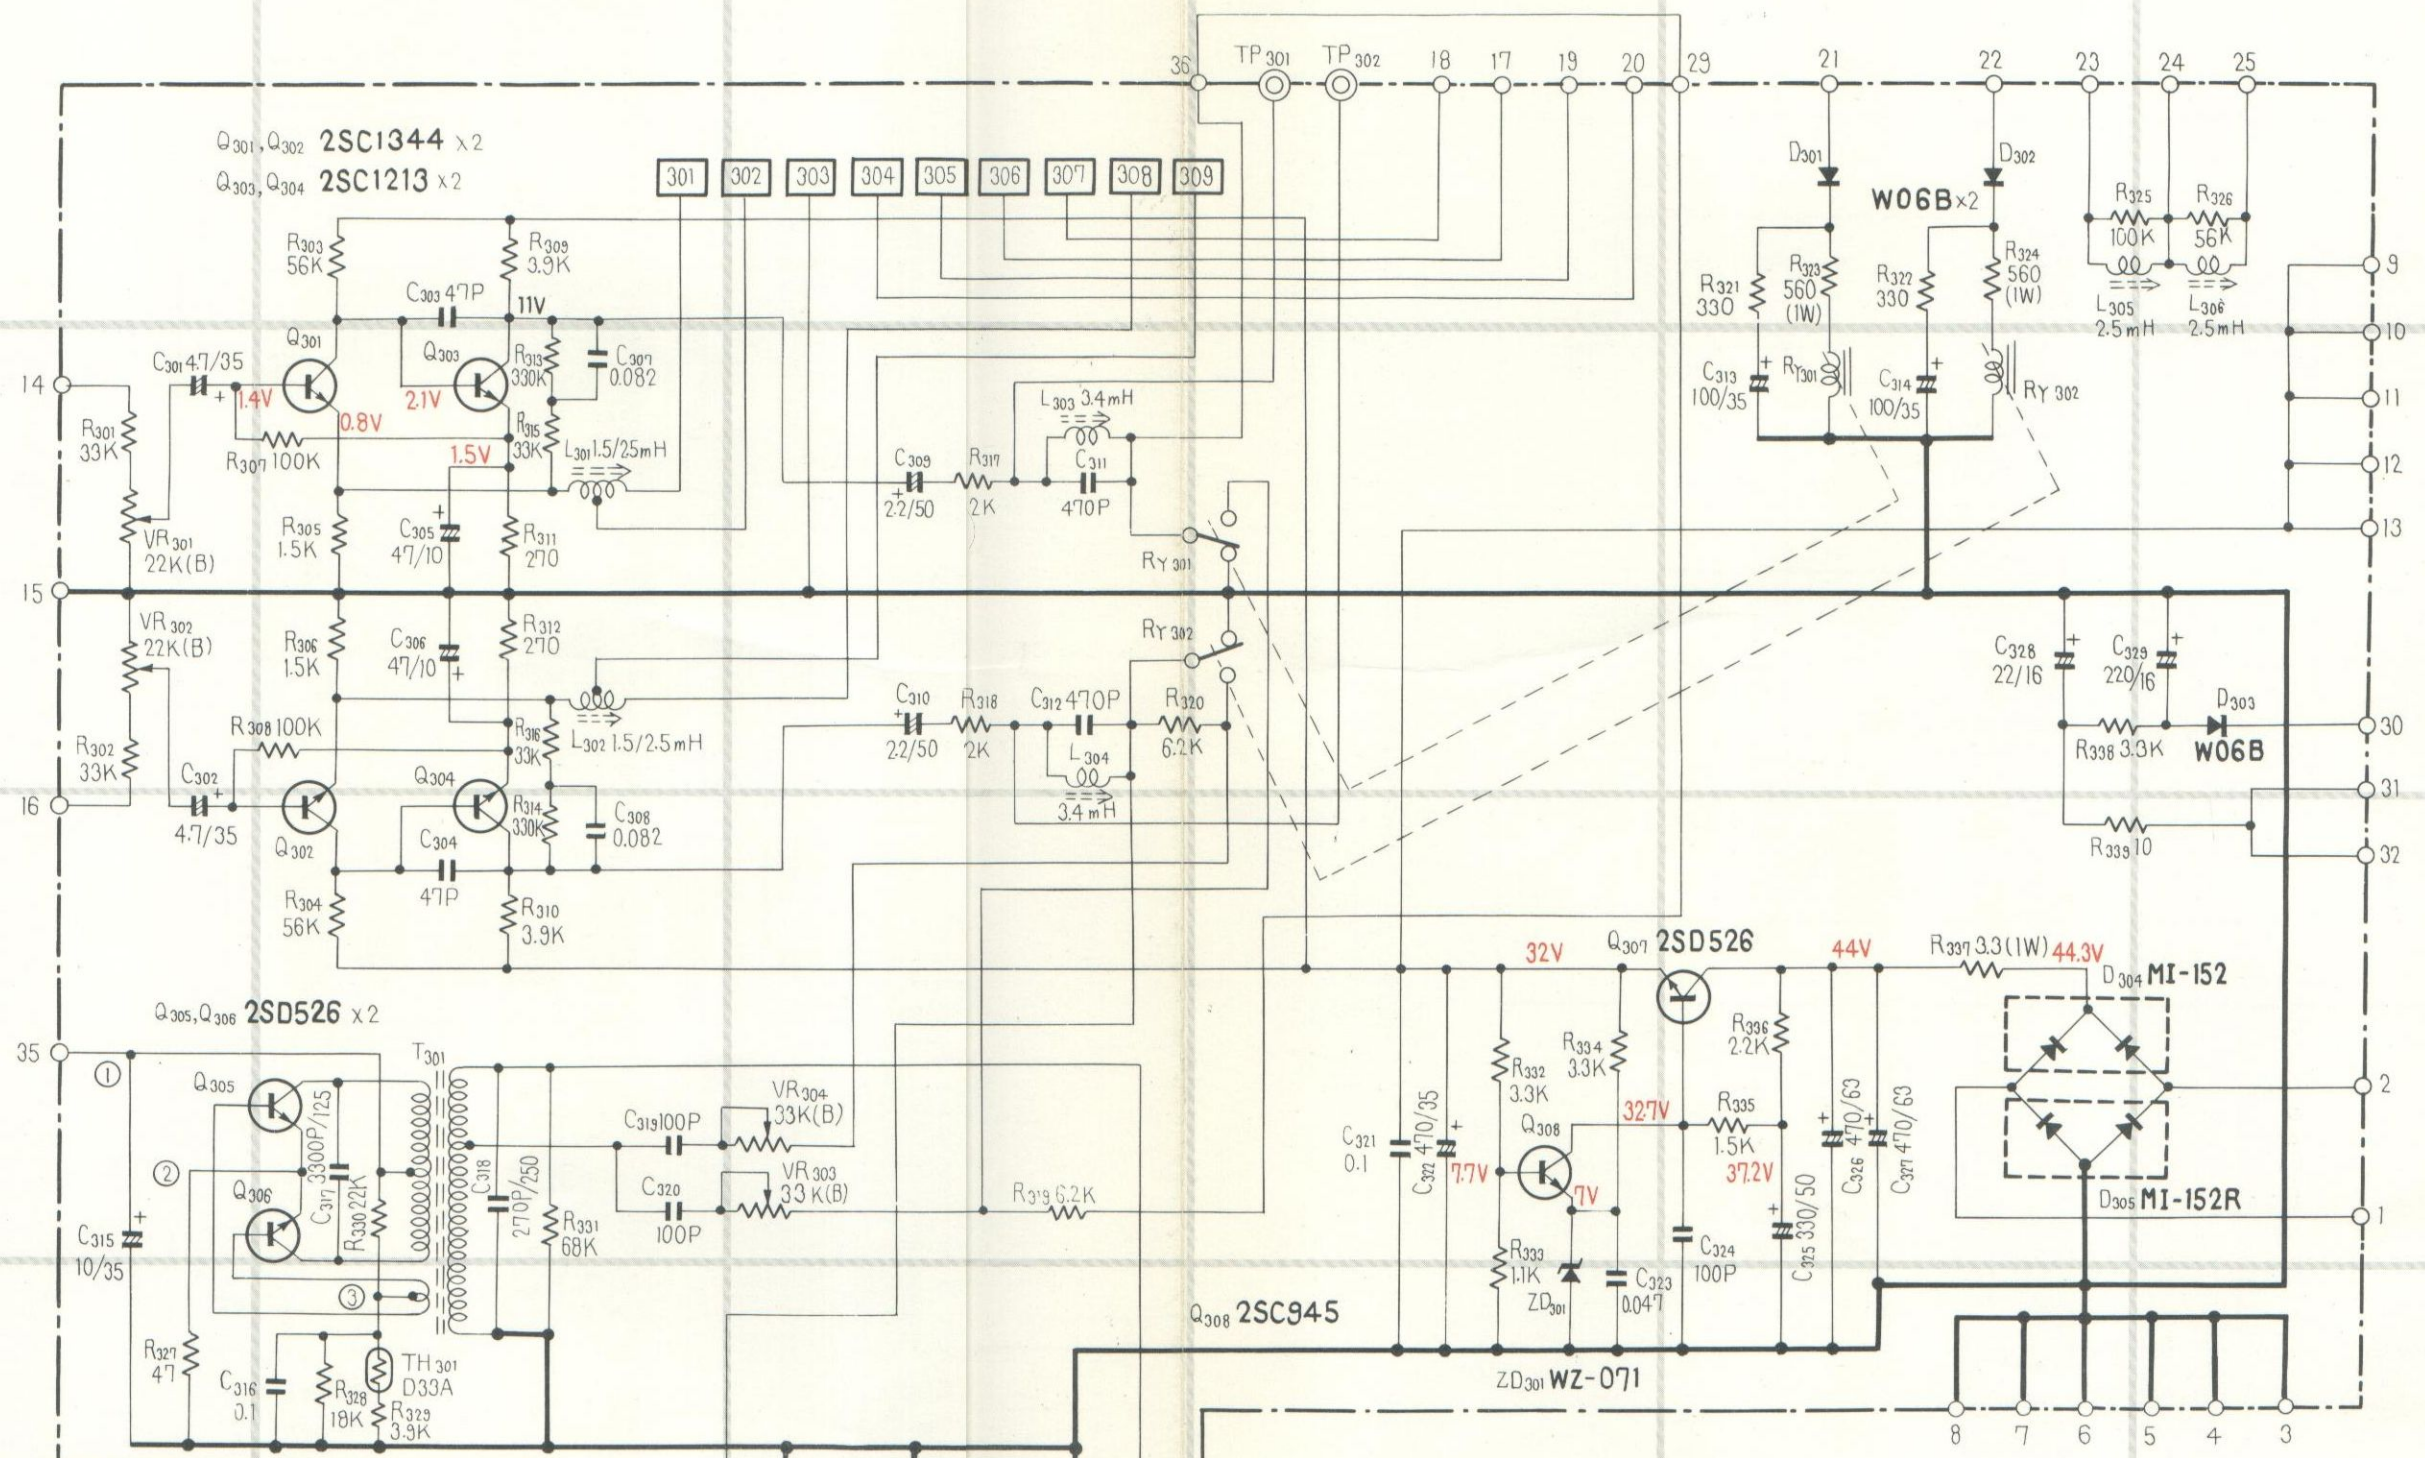 36
TP301
TP302
18
17
19
20
29
21
22
23
24
25
Q301, Q302 2SC1344 x2
Q303, Q304 2SC1213 x2
301
302
303
304
305
306
307
308
309
D301
D302
W06B x2
R325
100K
R326
56K
L305
2.5mH
L306
2.5mH
R303
56K
R309
3.9K
C303 47P
11V
R321
330
R323
560
(1W)
R322
330
R324
560
(1W)
9
10
11
12
13
Q301
Q303
C301 4.7/35
14
1.4V
0.8V
2.1V
1.5V
R313
330K
C307
0.082
R315
33K
L301 1.5/25mH
R301
33K
R307 100K
L303 3.4mH
C309
2.2/50
R317
2K
C311
470P
C313
100/35
RY301
C314
100/35
RY 302
VR301
22K(B)
R305
1.5K
C305
47/10
R311
270
RY301
15
VR302
22K(B)
R306
1.5K
C306
47/10
R312
270
RY302
C328
22/16
C329
220/16
D303
W06B
30
R338 3.3K
31
R339 10
32
R308 100K
R316
33K
L302 1.5/2.5mH
C310
2.2/50
R318
2K
C312 470P
R320
6.2K
L304
3.4mH
R302
33K
C302
4.7/35
16
Q302
Q304
R314
330K
C308
0.082
C304
47P
R304
56K
R310
3.9K
32V
Q307 2SD526
44V
R337 3.3(1W)
44.3V
D304 MI-152
Q305, Q306 2SD526 x2
35
①
T301
Q305
②
Q306
C317 3300P/125
R330 22K
③
C315
10/35
C318
270P/250
R331
68K
C319 100P
VR304
33K(B)
C320
100P
VR303
33K(B)
R319 6.2K
R332
3.3K
R334
3.3K
R336
2.2K
C321
0.1
C322 470/35
7.7V
Q308
32.7V
R335
1.5K
37.2V
7V
C326 470/63
C327 470/63
2
D305 MI-152R
1
R333
1.1K
ZD301
C323
0.047
C324
100P
C325 330/50
Q308 2SC945
ZD301 WZ-071
R327
47
C316
0.1
R328
18K
TH301
D33A
R329
3.9K
8
7
6
5
4
3